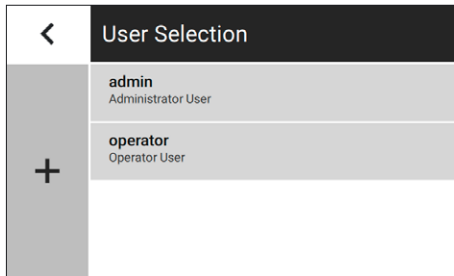 User Selection
admin
Administrator User
operator
Operator User